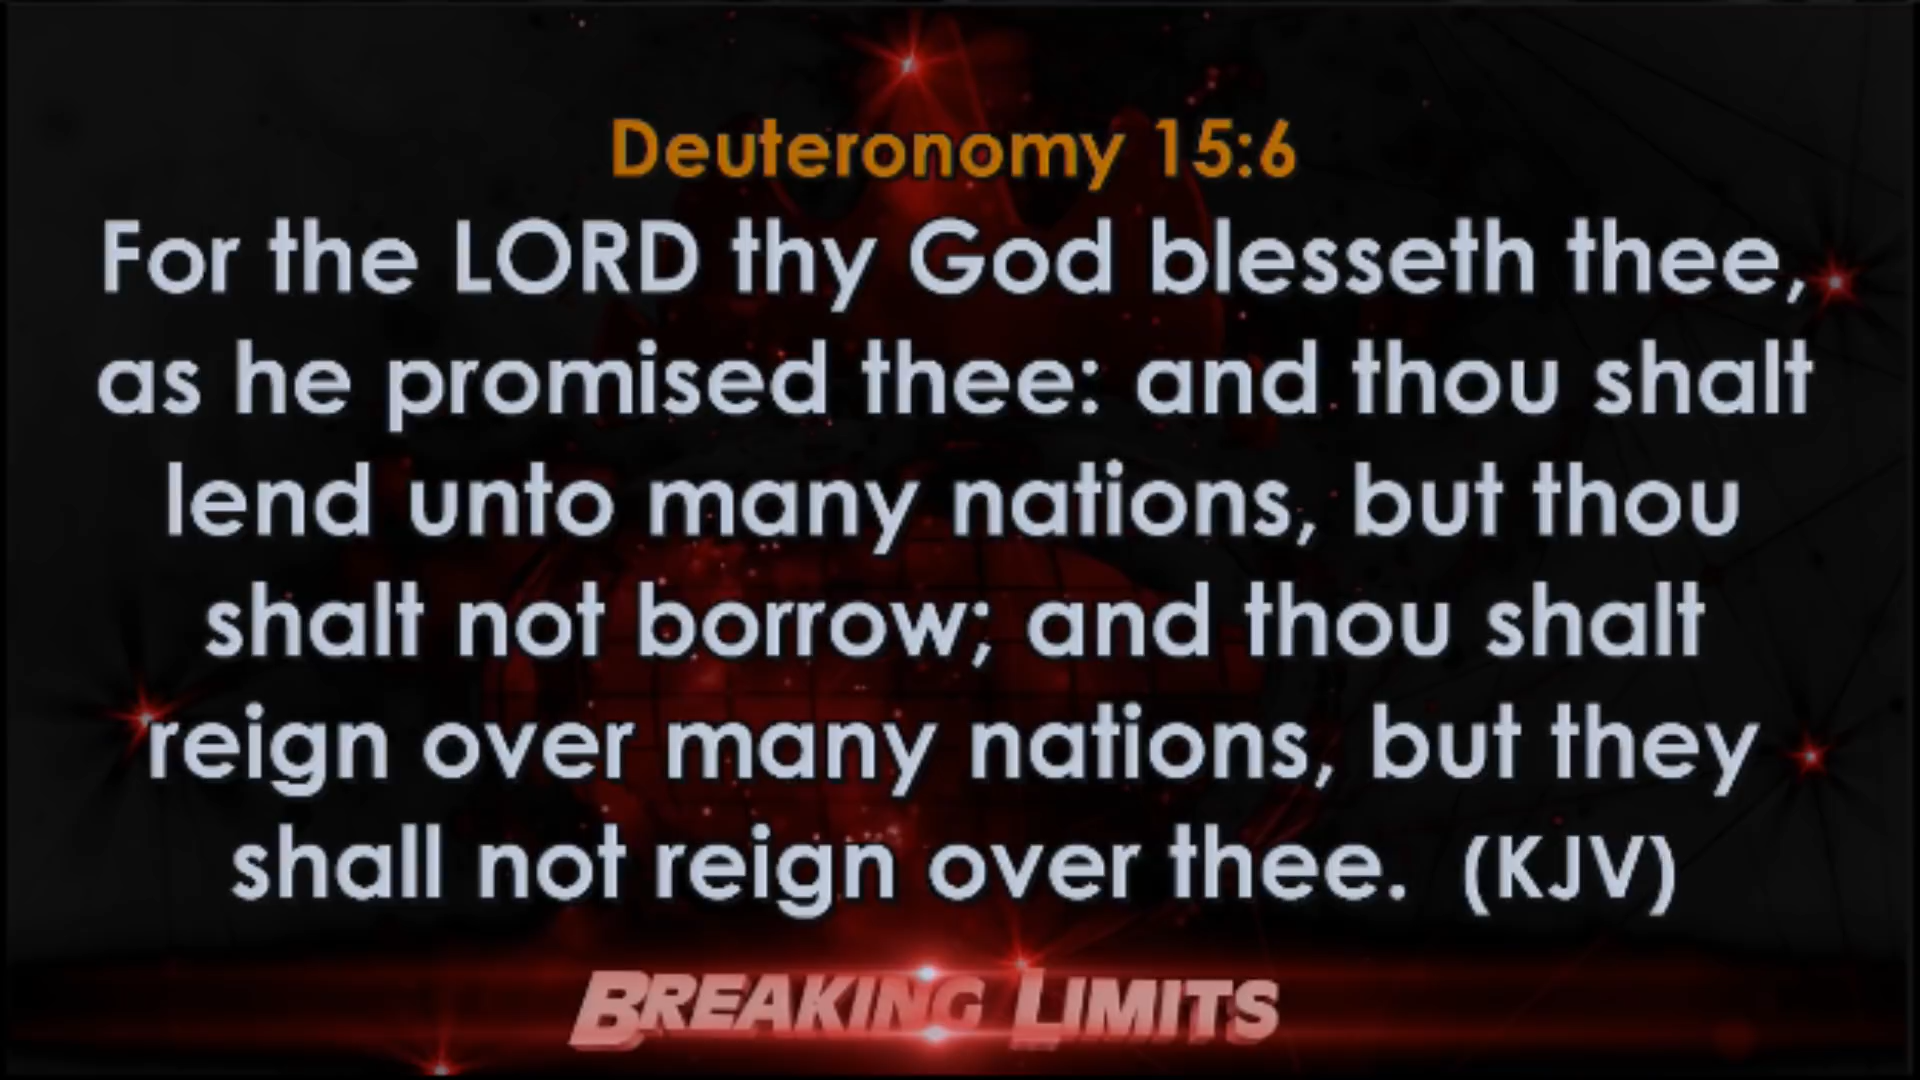 Deuteronomy 15:6
For the LORD thy God blesseth thee,
as he promised thee: and thou shalt
lend unto many nations, but thou
shalt not borrow; and thou shalt
reign over many nations, but they
shall not reign over thee. (KJV)
BREAKING LIMITS